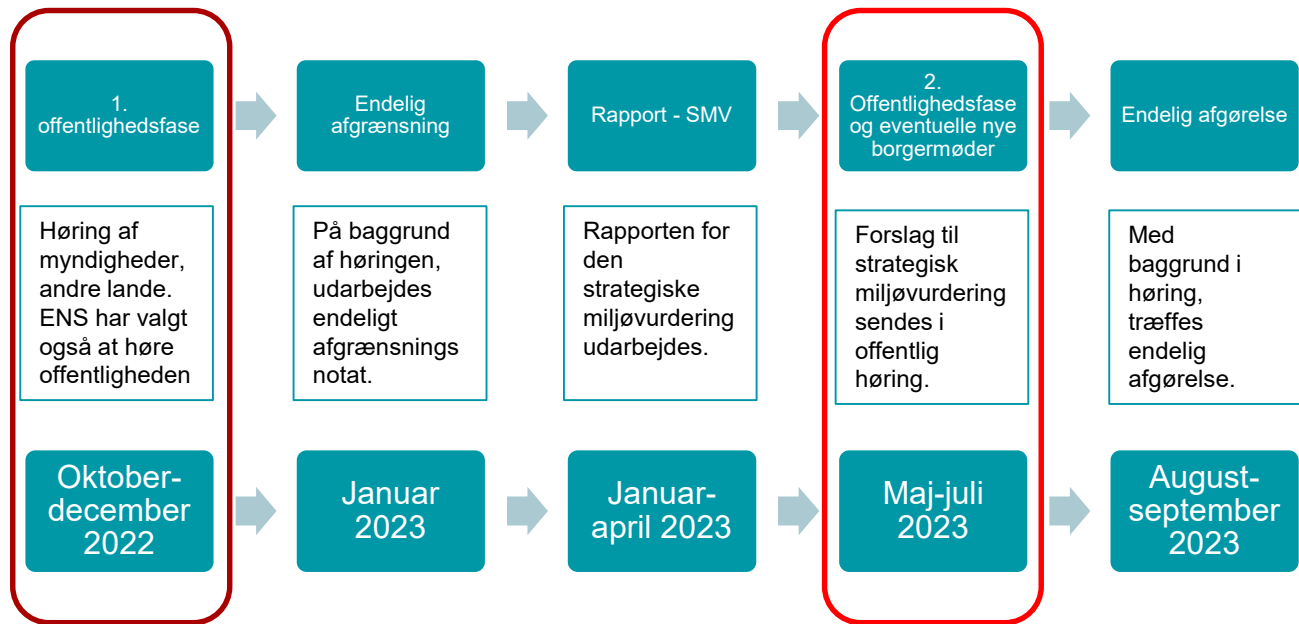 1.
offentlighedsfase
Endelig
afgrænsning
Rapport - SMV
2.
Offentlighedsfase
og eventuelle nye
borgermøder
Endelig afgørelse
Høring af
myndigheder,
andre lande.
ENS har valgt
også at høre
offentligheden
På baggrund
af høringen,
udarbejdes
endeligt
afgrænsnings
notat.
Rapporten for
den
strategiske
miljøvurdering
udarbejdes.
Forslag til
strategisk
miljøvurdering
sendes i
offentlig
høring.
Med
baggrund i
høring,
træffes
endelig
afgørelse.
Oktober-
december
2022
Januar
2023
Januar-
april 2023
Maj-juli
2023
August-
september
2023